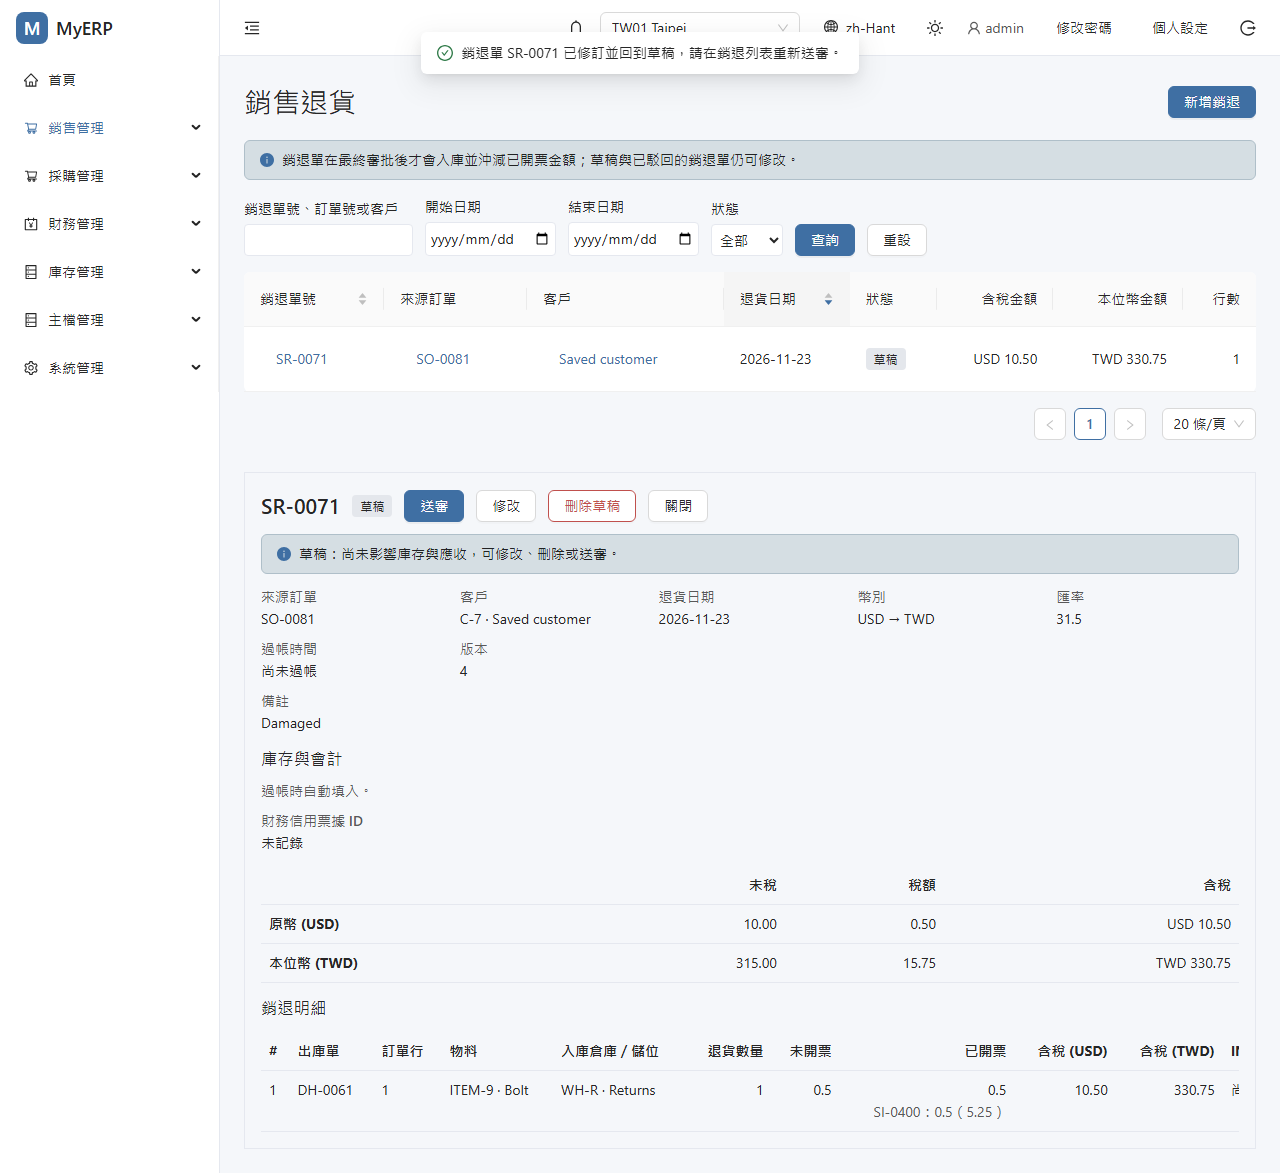 M MyERP
TW01 Taipei
zh-Hant
admin
修改密碼
個人設定
銷退單 SR-0071 已修訂並回到草稿，請在銷退列表重新送審。
首頁
銷售管理
採購管理
財務管理
庫存管理
主檔管理
系統管理
銷售退貨
新增銷退
銷退單在最終審批後才會入庫並沖減已開票金額；草稿與已駁回的銷退單仍可修改。
銷退單號、訂單號或客戶 開始日期 結束日期 狀態
yyyy/mm/dd yyyy/mm/dd 全部 查詢 重設
銷退單號 來源訂單 客戶 退貨日期 狀態 含稅金額 本位幣金額 行數
SR-0071 SO-0081 Saved customer 2026-11-23 草稿 USD 10.50 TWD 330.75 1
1 20 條/頁
SR-0071 草稿 送審 修改 刪除草稿 關閉
草稿：尚未影響庫存與應收，可修改、刪除或送審。
來源訂單 客戶 退貨日期 幣別 匯率
SO-0081 C-7 · Saved customer 2026-11-23 USD → TWD 31.5
過帳時間 版本
尚未過帳 4
備註
Damaged
庫存與會計
過帳時自動填入。
財務信用票據 ID
未記錄
未稅 稅額 含稅
原幣 (USD) 10.00 0.50 USD 10.50
本位幣 (TWD) 315.00 15.75 TWD 330.75
銷退明細
# 出庫單 訂單行 物料 入庫倉庫 / 儲位 退貨數量 未開票 已開票 含稅 (USD) 含稅 (TWD)
1 DH-0061 1 ITEM-9 · Bolt WH-R · Returns 1 0.5 0.5 10.50 330.75 尚
SI-0400：0.5（5.25）